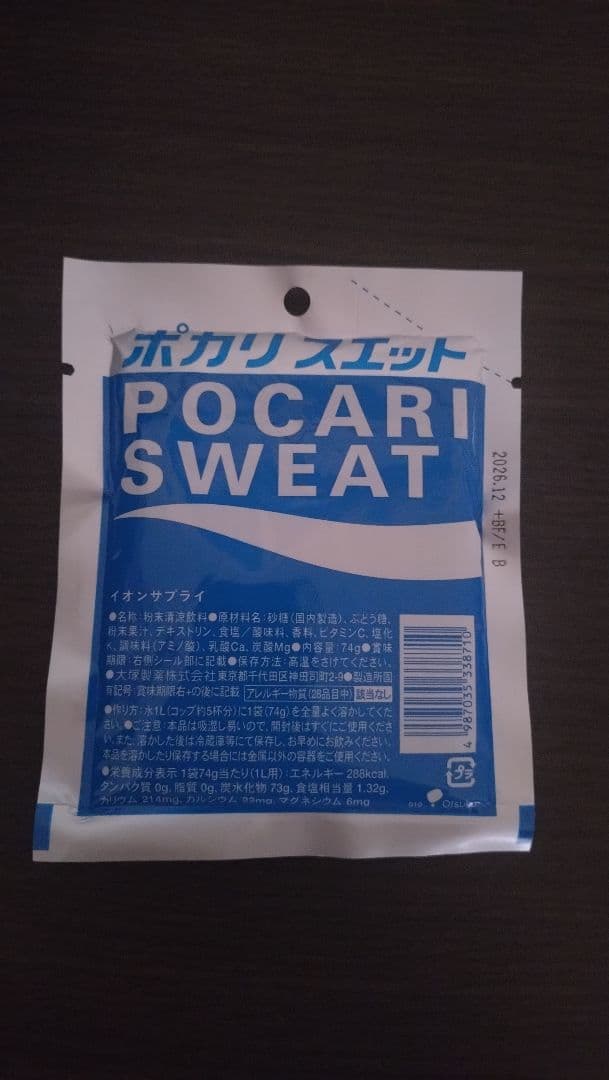 ポカリスエット
POCARI
SWEAT
2026.12 +BF/E B
イオンサプライ
●名称：粉末清涼飲料●原材料名：砂糖（国内製造）、ぶどう糖、
粉末果汁、デキストリン、食塩／酸味料、香料、ビタミンC、塩化
K、調味料（アミノ酸）、乳酸Ca、炭酸Mg●内容量：74g●賞味
期限：右側シール部に記載●保存方法：高温をさけてください。
●大塚製薬株式会社 東京都千代田区神田司町2-9●製造所固
有記号：賞味期限右+の後に記載 アレルギー物質（28品目中） 該当なし
●作り方：水1L（コップ約5杯分）に1袋（74g）を全量よく溶かしてくだ
さい。●ご注意：本品は吸湿し易いので、開封後はすぐにご使用くださ
い。また、溶かした後は冷蔵庫等にて保存し、お早めにお飲みください。
本品を溶かしたり保存する場合には金属以外の容器をご使用ください。
●栄養成分表示 1袋74g当たり（1L用）：エネルギー 288kcal、
タンパク質 0g、脂質 0g、炭水化物 73g、食塩相当量 1.32g、
カリウム 214mg、カルシウム 22mg、マグネシウム 6mg
4 987035 338710
プラ
Otsuka